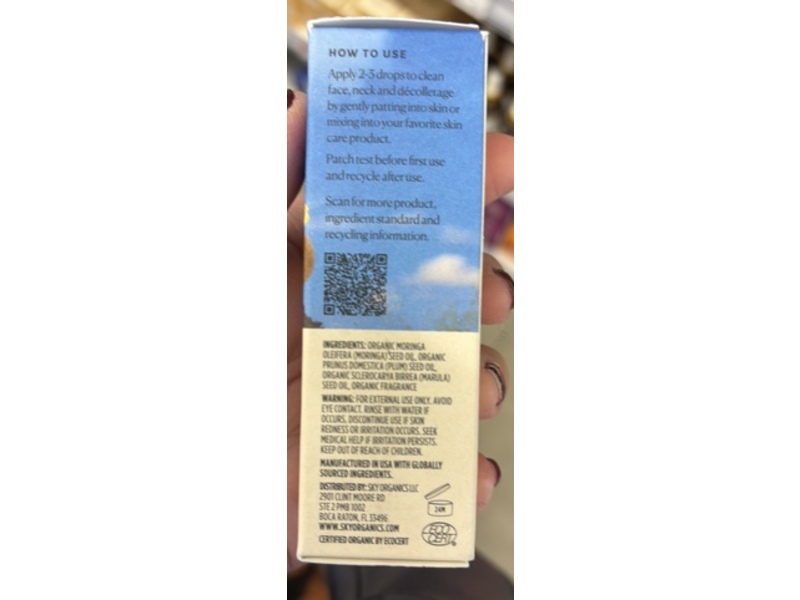 HOW TO USE
Apply 2-3 drops to clean
face, neck and décolletage
by gently patting into skin or
mixing into your favorite skin
care product.
Patch test before first use
and recycle after use.
Scan for more product,
ingredient standard and
recycling information.
INGREDIENTS: ORGANIC MORINGA
OLEIFERA (MORINGA) SEED OIL, ORGANIC
PRUNUS DOMESTICA (PLUM) SEED OIL,
ORGANIC SCLEROCARYA BIRREA (MARULA)
SEED OIL, ORGANIC FRAGRANCE
WARNING: FOR EXTERNAL USE ONLY. AVOID
EYE CONTACT. RINSE WITH WATER IF
OCCURS. DISCONTINUE USE IF SKIN
REDNESS OR IRRITATION OCCURS. SEEK
MEDICAL HELP IF IRRITATION PERSISTS.
KEEP OUT OF REACH OF CHILDREN.
MANUFACTURED IN USA WITH GLOBALLY
SOURCED INGREDIENTS.
DISTRIBUTED BY: SKY ORGANICS LLC
2901 CLINT MOORE RD
STE 2 PMB 1002
BOCA RATON, FL 33496
WWW.SKYORGANICS.COM
CERTIFIED ORGANIC BY ECOCERT
24M
ECO
CERT®